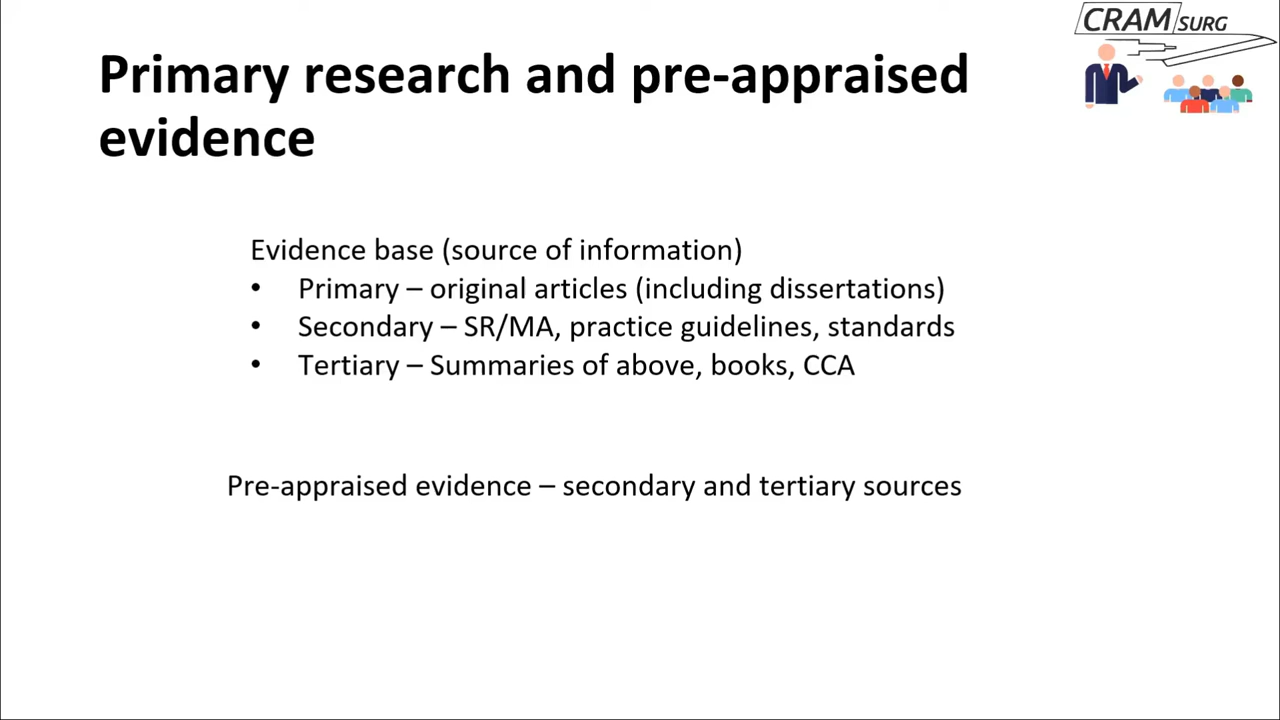 CRAM SURG
Primary research and pre-appraised
evidence
Evidence base (source of information)
• Primary – original articles (including dissertations)
• Secondary – SR/MA, practice guidelines, standards
• Tertiary – Summaries of above, books, CCA
Pre-appraised evidence – secondary and tertiary sources